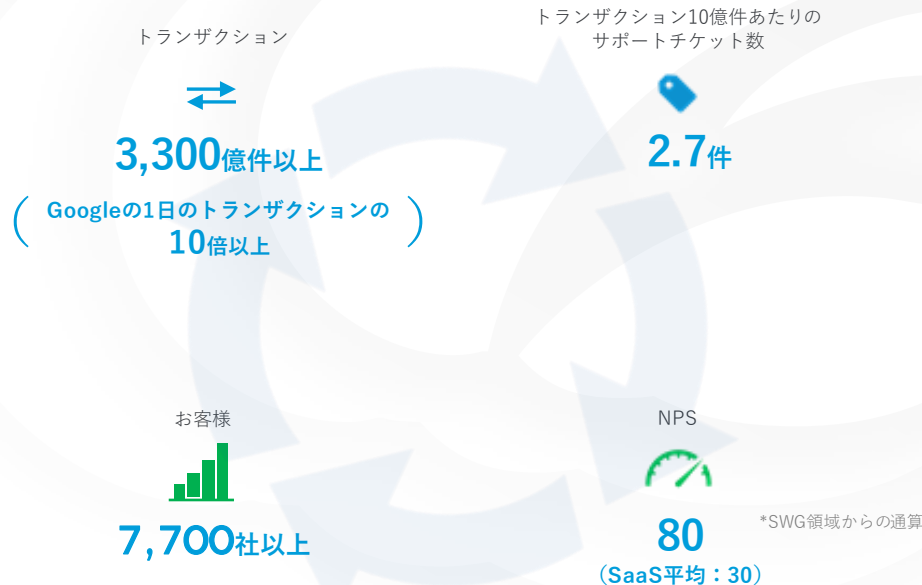 トランザクション
3,300億件以上
(Googleの1日のトランザクションの
10倍以上)
トランザクション10億件あたりの
サポートチケット数
2.7件
お客様
7,700社以上
NPS
80
*SWG領域からの通算
(SaaS平均：30)